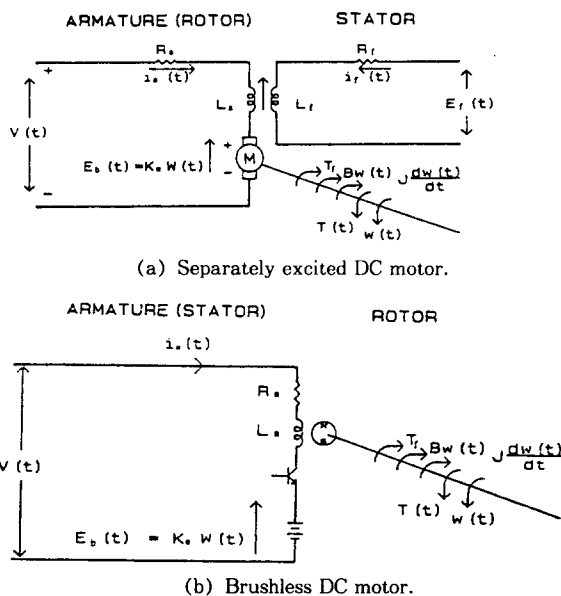 ARMATURE (ROTOR)
STATOR
Rₐ
iₐ(t)
R_f
i_f(t)
+
V(t)
-
Lₐ
L_f
E_f(t)
E_b(t)=KₐW(t)
+
M
-
T_f
Bw(t)
J dw(t)/dt
T(t)
w(t)
(a) Separately excited DC motor.
ARMATURE (STATOR)
ROTOR
iₐ(t)
Rₐ
Lₐ
V(t)
T_f
Bw(t)
J dw(t)/dt
T(t)
w(t)
E_b(t) = Kₐ W(t)
(b) Brushless DC motor.